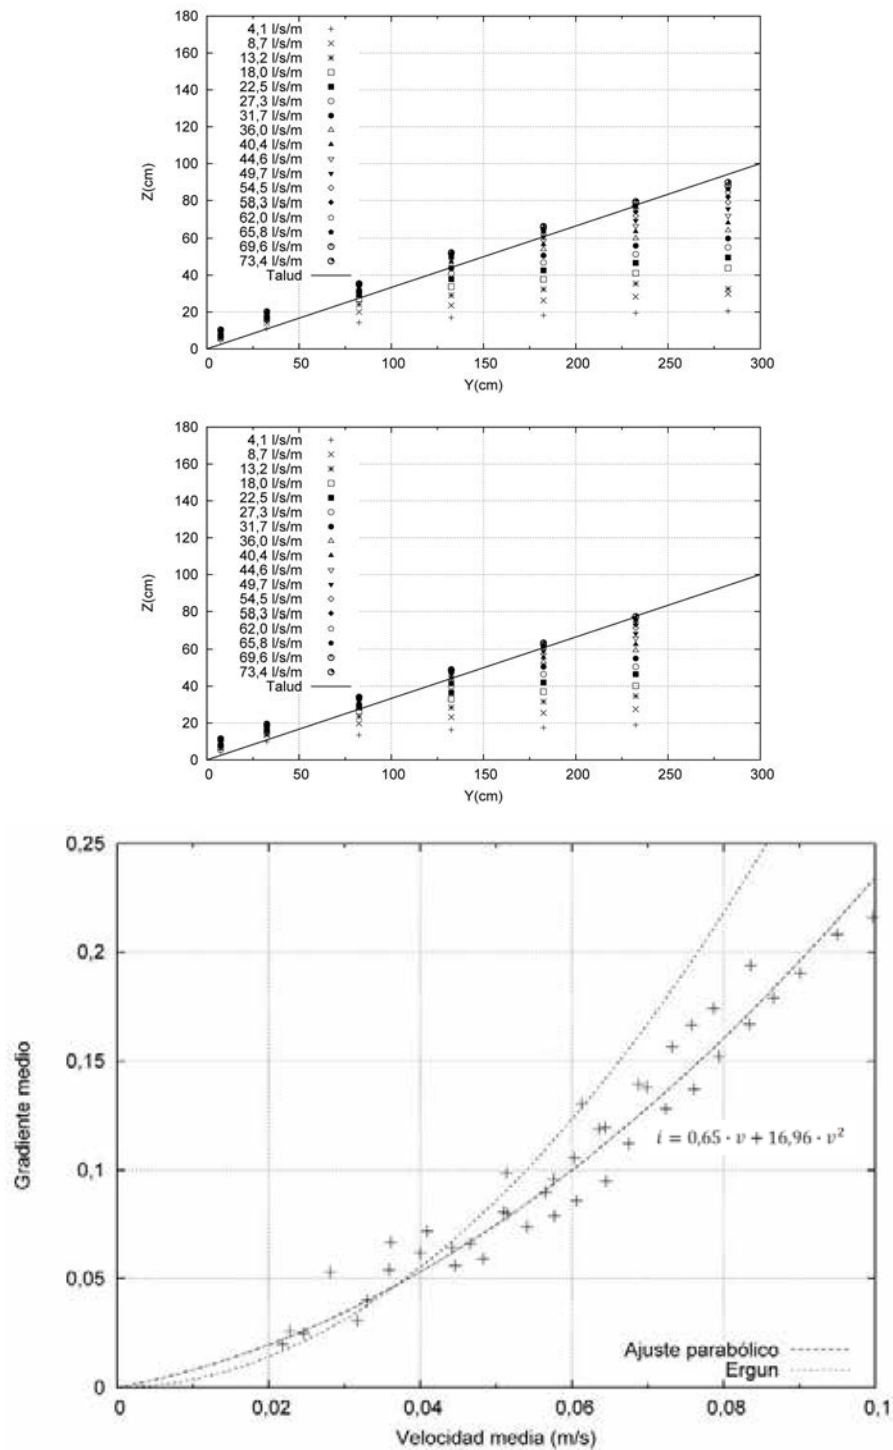 180
160
140
120
100
80
60
40
20
0
Z(cm)
4,1 l/s/m
8,7 l/s/m
13,2 l/s/m
18,0 l/s/m
22,5 l/s/m
27,3 l/s/m
31,7 l/s/m
36,0 l/s/m
40,4 l/s/m
44,6 l/s/m
49,7 l/s/m
54,5 l/s/m
58,3 l/s/m
62,0 l/s/m
65,8 l/s/m
69,6 l/s/m
73,4 l/s/m
Talud
0 50 100 150 200 250 300
Y(cm)
180
160
140
120
100
80
60
40
20
0
Z(cm)
4,1 l/s/m
8,7 l/s/m
13,2 l/s/m
18,0 l/s/m
22,5 l/s/m
27,3 l/s/m
31,7 l/s/m
36,0 l/s/m
40,4 l/s/m
44,6 l/s/m
49,7 l/s/m
54,5 l/s/m
58,3 l/s/m
62,0 l/s/m
65,8 l/s/m
69,6 l/s/m
73,4 l/s/m
Talud
0 50 100 150 200 250 300
Y(cm)
0,25
0,2
0,15
0,1
0,05
0
Gradiente medio
i = 0,65 · v + 16,96 · v²
Ajuste parabólico
Ergun
0 0,02 0,04 0,06 0,08 0,1
Velocidad media (m/s)